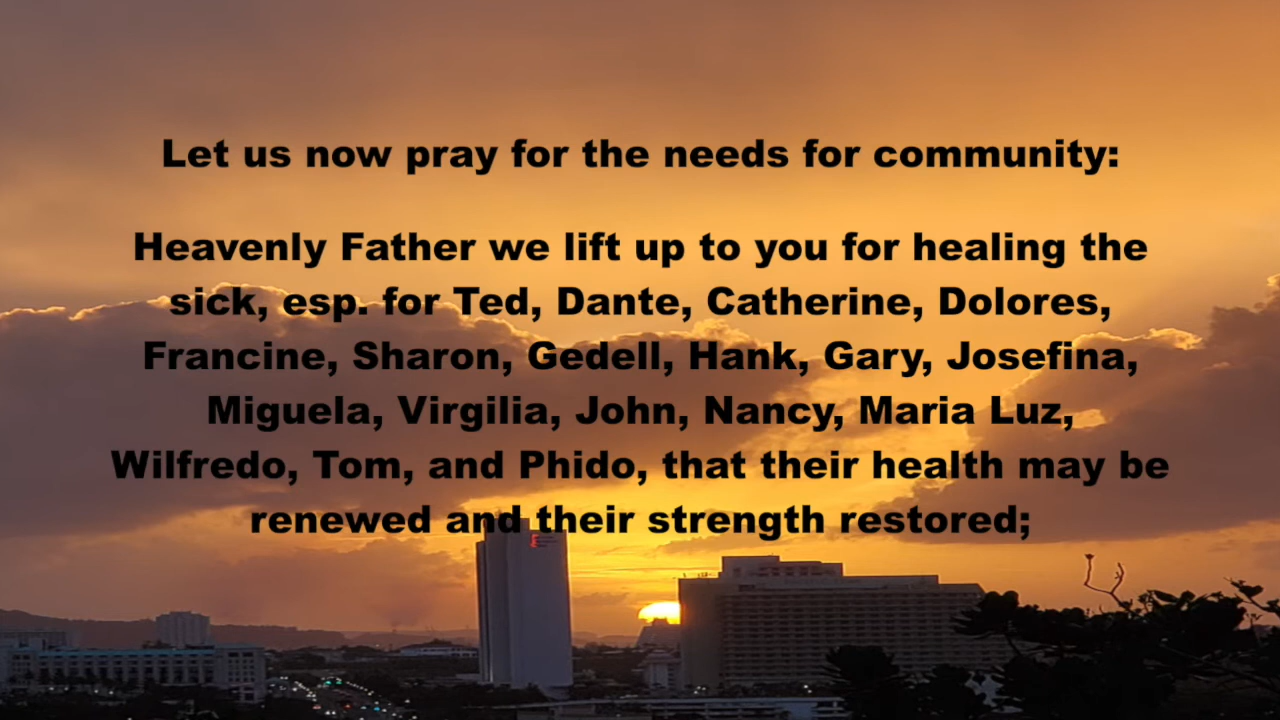 Let us now pray for the needs for community:
Heavenly Father we lift up to you for healing the
sick, esp. for Ted, Dante, Catherine, Dolores,
Francine, Sharon, Gedell, Hank, Gary, Josefina,
Miguela, Virgilia, John, Nancy, Maria Luz,
Wilfredo, Tom, and Phido, that their health may be
renewed and their strength restored;